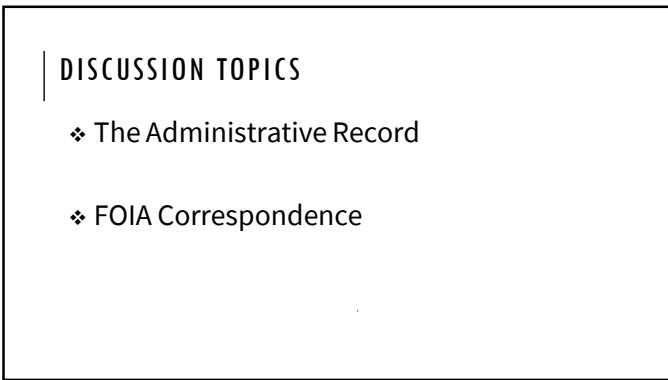 DISCUSSION TOPICS
❖ The Administrative Record
❖ FOIA Correspondence